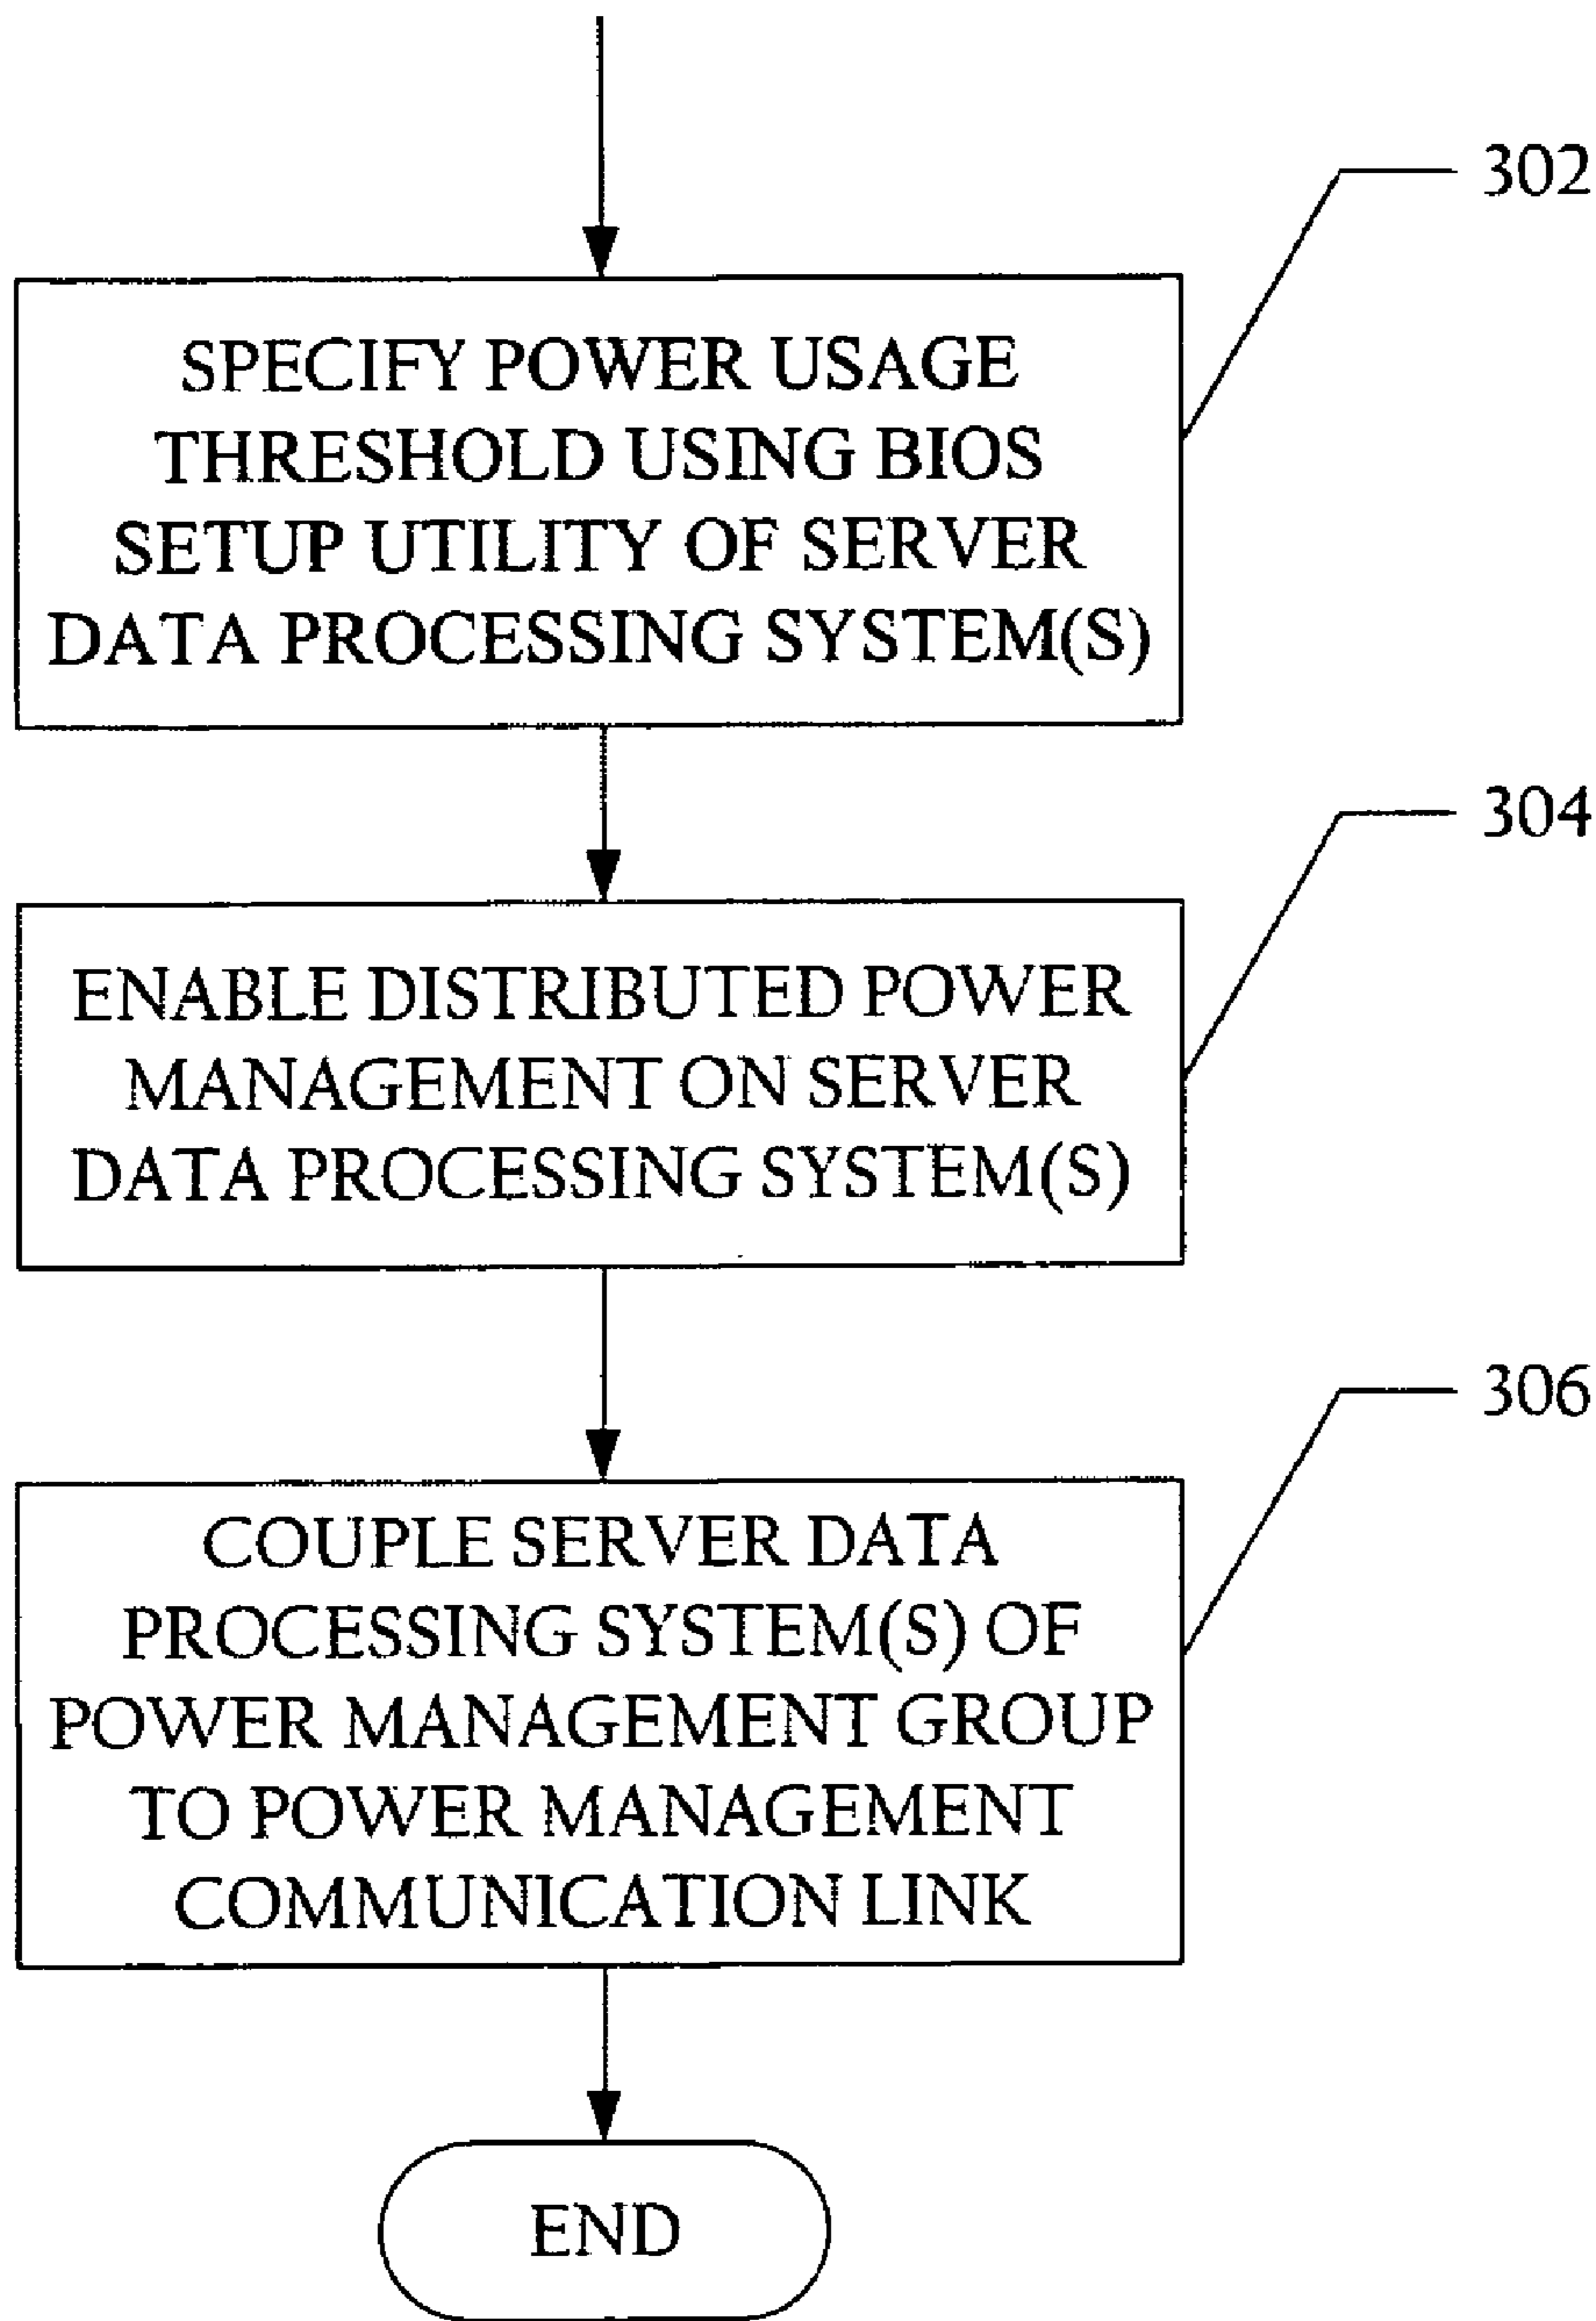 302
SPECIFY POWER USAGE
THRESHOLD USING BIOS
SETUP UTILITY OF SERVER
DATA PROCESSING SYSTEM(S)
304
ENABLE DISTRIBUTED POWER
MANAGEMENT ON SERVER
DATA PROCESSING SYSTEM(S)
306
COUPLE SERVER DATA
PROCESSING SYSTEM(S) OF
POWER MANAGEMENT GROUP
TO POWER MANAGEMENT
COMMUNICATION LINK
END